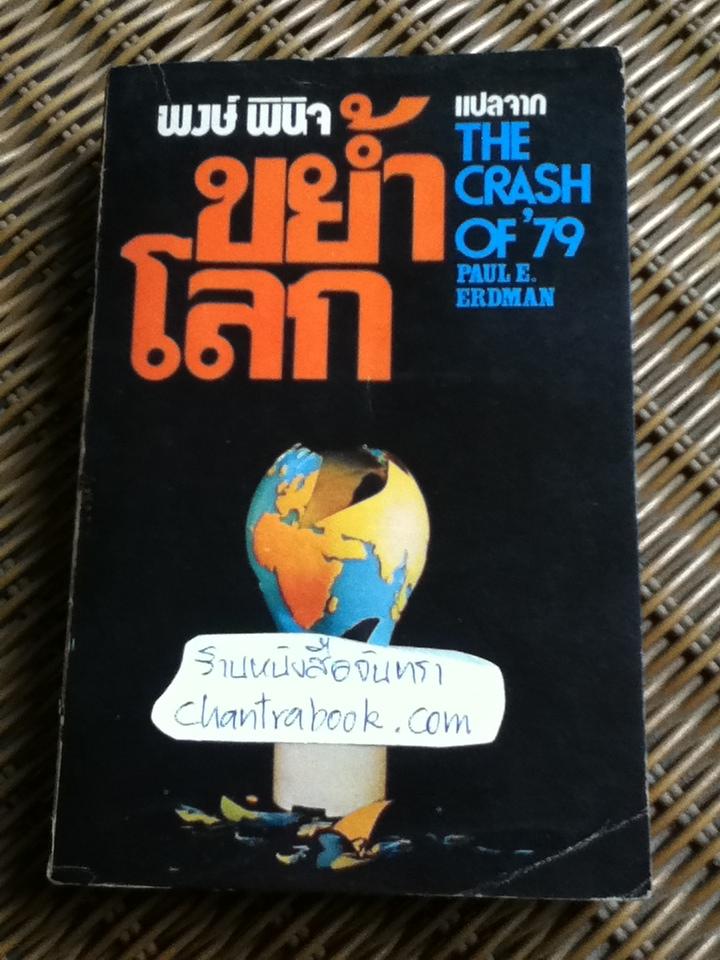 พงษ์ พินิจ
ขย้ำ
โลก
แปลจาก
THE
CRASH
OF '79
PAUL E.
ERDMAN
ร้านหนังสือจันทรา
chantrabook.com